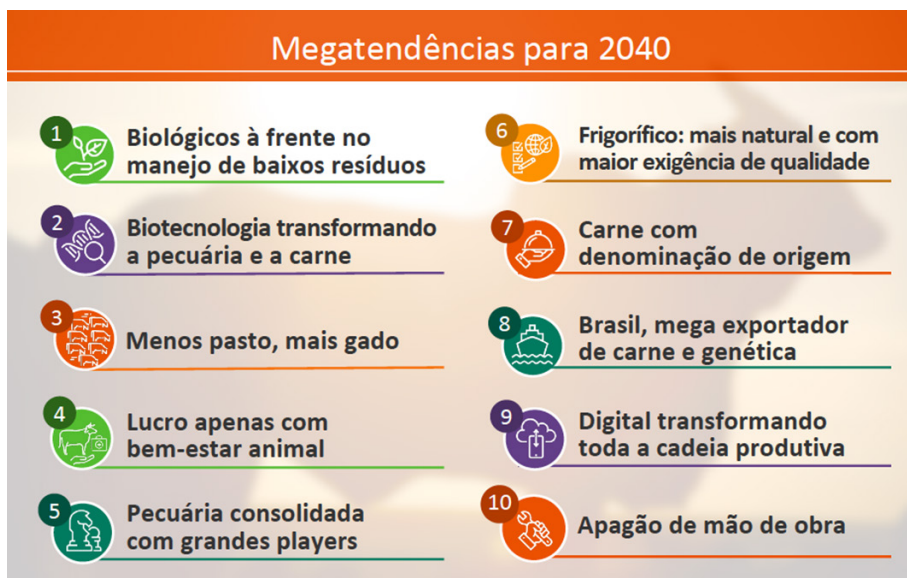 Megatendências para 2040
1
Biológicos à frente no
manejo de baixos resíduos
2
Biotecnologia transformando
a pecuária e a carne
3
Menos pasto, mais gado
4
Lucro apenas com
bem-estar animal
5
Pecuária consolidada
com grandes players
6
Frigorífico: mais natural e com
maior exigência de qualidade
7
Carne com
denominação de origem
8
Brasil, mega exportador
de carne e genética
9
Digital transformando
toda a cadeia produtiva
10
Apagão de mão de obra